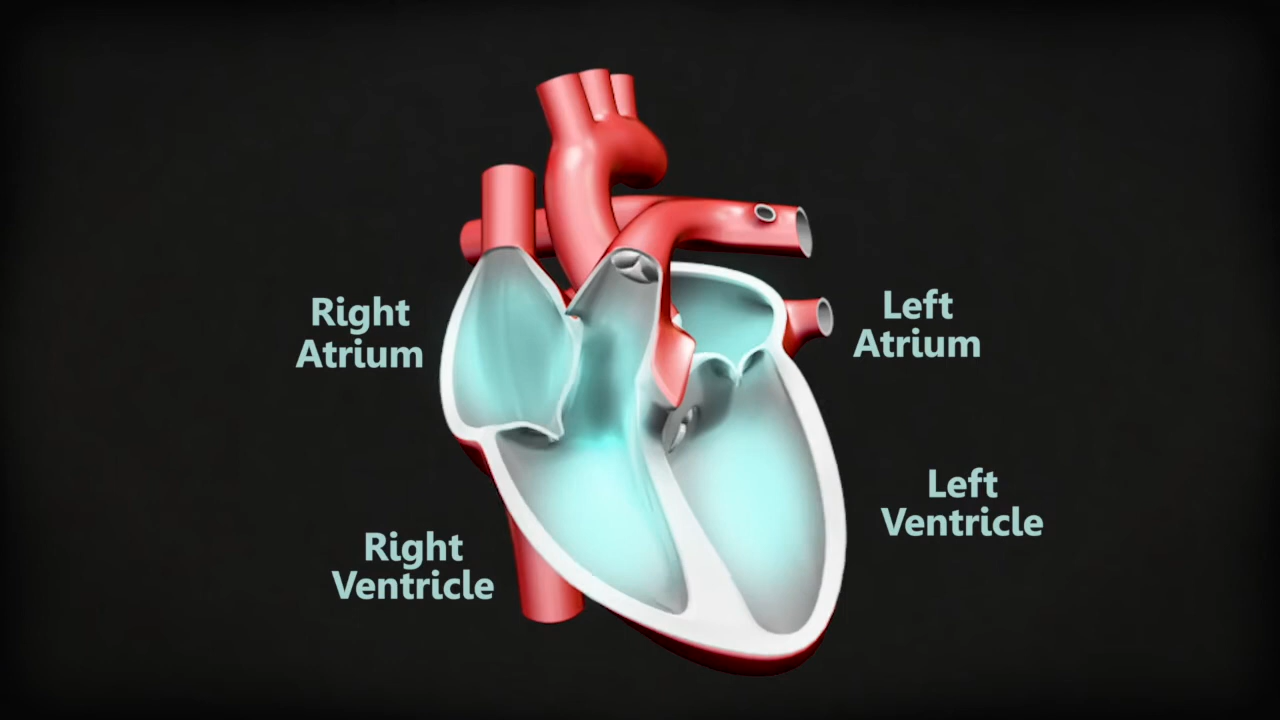 Right
Atrium
Left
Atrium
Left
Ventricle
Right
Ventricle